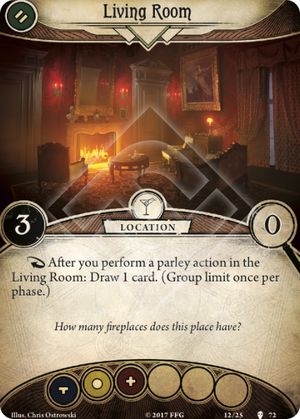 Living Room
3
LOCATION
0
After you perform a parley action in the
Living Room: Draw 1 card. (Group limit once per
phase.)
How many fireplaces does this place have?
Illus. Chris Ostrowski
© 2017 FFG
12/25
72